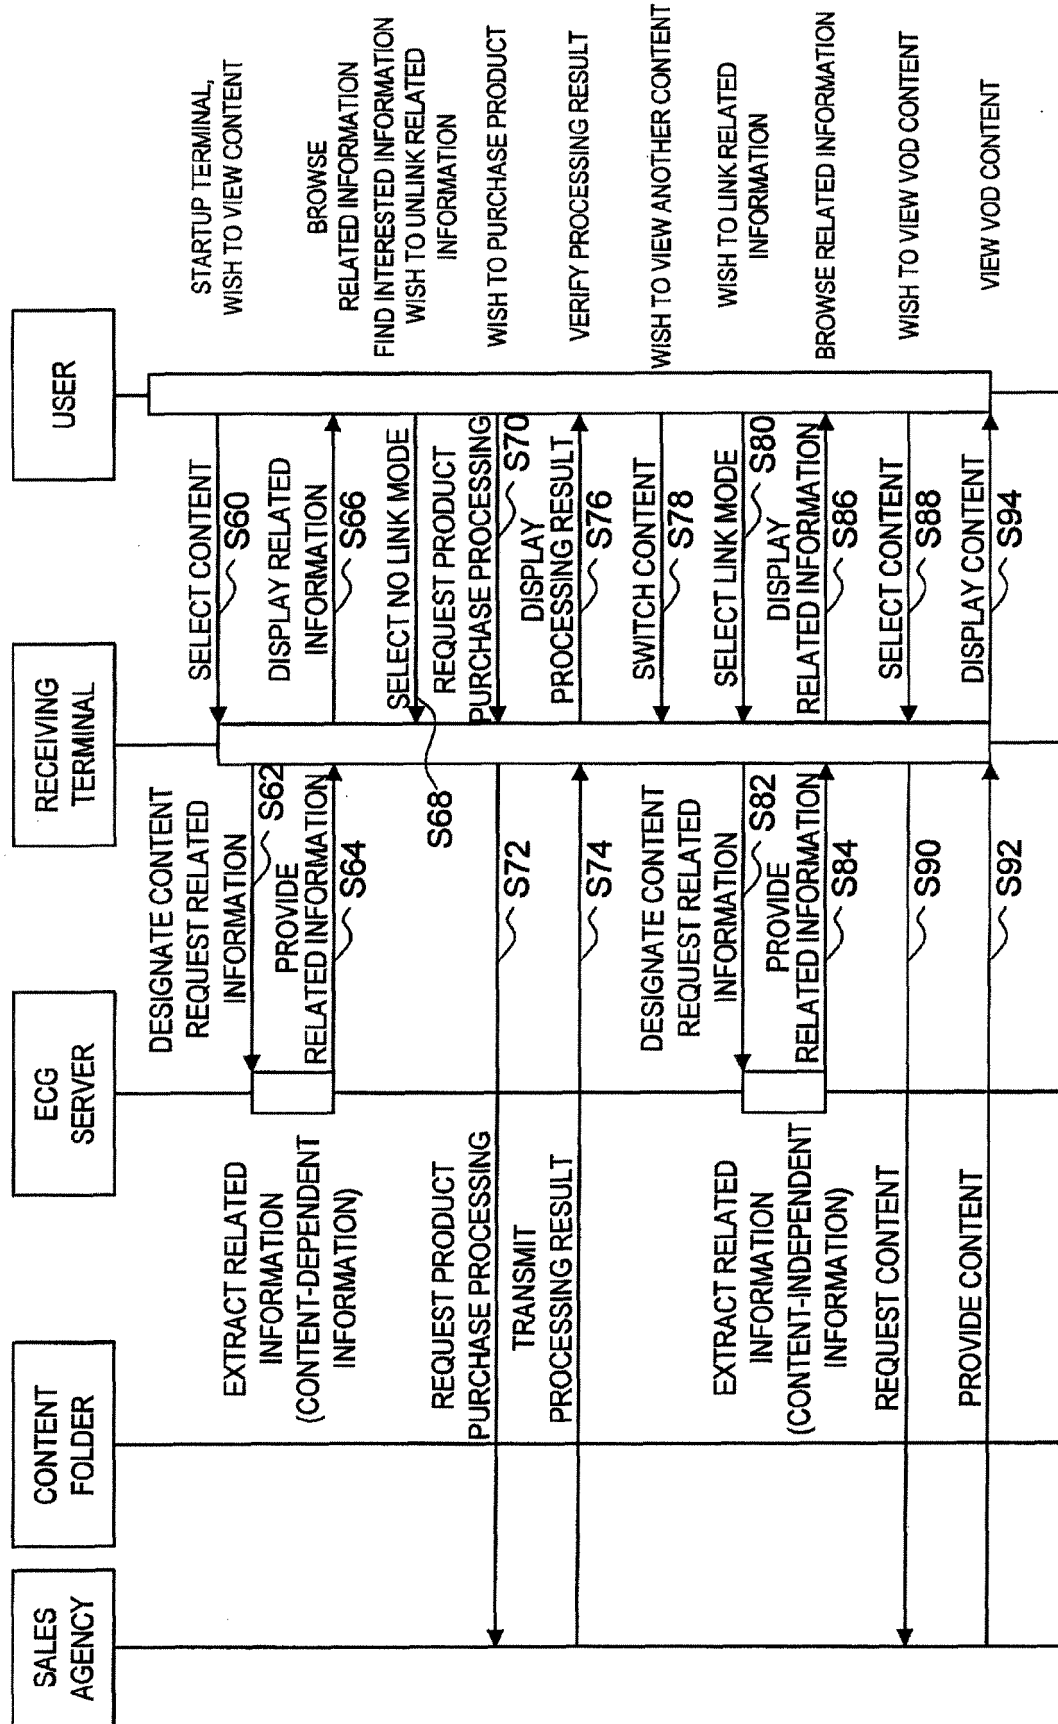 SALES
AGENCY
CONTENT
FOLDER
ECG
SERVER
RECEIVING
TERMINAL
USER
STARTUP TERMINAL,
WISH TO VIEW CONTENT
SELECT CONTENT
S60
DESIGNATE CONTENT
REQUEST RELATED
INFORMATION
S62
EXTRACT RELATED
INFORMATION
(CONTENT-DEPENDENT
INFORMATION)
PROVIDE
RELATED INFORMATION
S64
DISPLAY RELATED
INFORMATION
S66
BROWSE
RELATED INFORMATION
FIND INTERESTED INFORMATION
WISH TO UNLINK RELATED
INFORMATION
SELECT NO LINK MODE
S68
WISH TO PURCHASE PRODUCT
REQUEST PRODUCT
PURCHASE PROCESSING
S70
REQUEST PRODUCT
PURCHASE PROCESSING
S72
TRANSMIT
PROCESSING RESULT
S74
DISPLAY
PROCESSING RESULT
S76
VERIFY PROCESSING RESULT
WISH TO VIEW ANOTHER CONTENT
SWITCH CONTENT
S78
WISH TO LINK RELATED
INFORMATION
SELECT LINK MODE
S80
DESIGNATE CONTENT
REQUEST RELATED
INFORMATION
S82
EXTRACT RELATED
INFORMATION
(CONTENT-INDEPENDENT
INFORMATION)
PROVIDE
RELATED INFORMATION
S84
DISPLAY
RELATED INFORMATION
S86
BROWSE RELATED INFORMATION
WISH TO VIEW VOD CONTENT
SELECT CONTENT
S88
REQUEST CONTENT
S90
PROVIDE CONTENT
S92
DISPLAY CONTENT
S94
VIEW VOD CONTENT